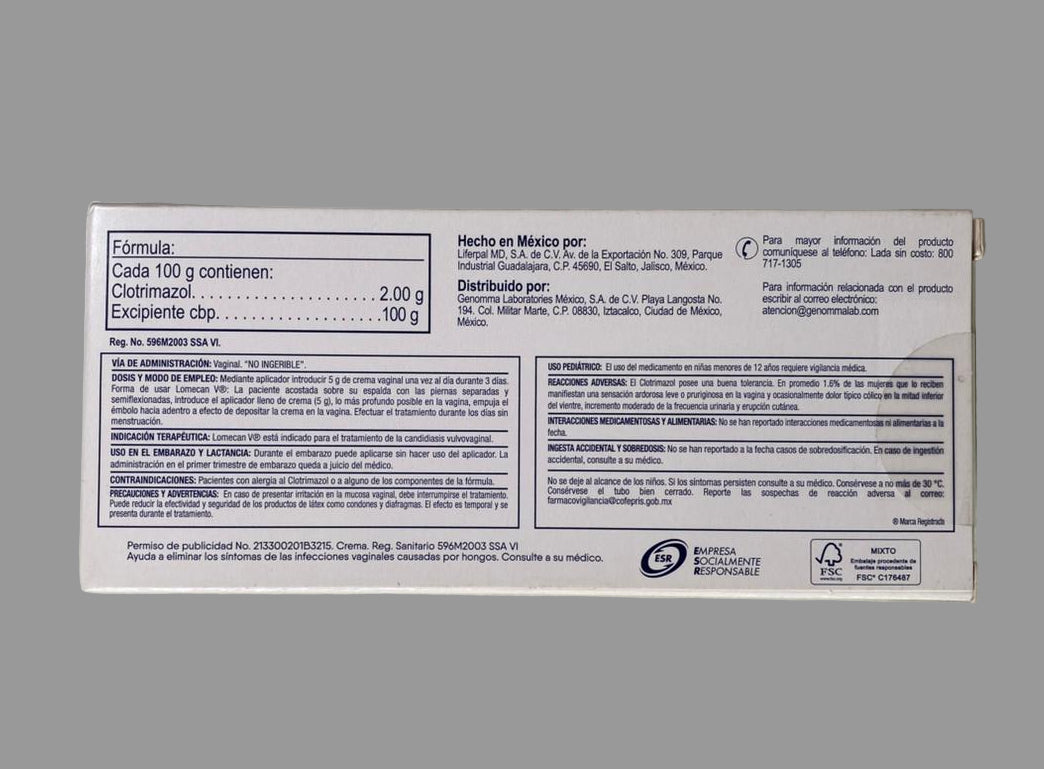 Fórmula:
Cada 100 g contienen:
Clotrimazol. . . . . . . . . . . . . . . . . . . . . 2.00 g
Excipiente cbp. . . . . . . . . . . . . . . . . . .100 g
Reg. No. 596M2003 SSA VI.
Hecho en México por:
Liferpal MD, S.A. de C.V. Av. de la Exportación No. 309, Parque
Industrial Guadalajara, C.P. 45690, El Salto, Jalisco, México.
Distribuido por:
Genomma Laboratories México, S.A. de C.V. Playa Langosta No.
194. Col. Militar Marte, C.P. 08830, Iztacalco, Ciudad de México,
México.
Para mayor información del producto
comuníquese al teléfono: Lada sin costo: 800
717-1305
Para información relacionada con el producto
escribir al correo electrónico:
atencion@genommalab.com
VÍA DE ADMINISTRACIÓN: Vaginal. "NO INGERIBLE".
DOSIS Y MODO DE EMPLEO: Mediante aplicador introducir 5 g de crema vaginal una vez al día durante 3 días.
Forma de usar Lomecan V®: La paciente acostada sobre su espalda con las piernas separadas y
semiflexionadas, introduce el aplicador lleno de crema (5 g), lo más profundo posible en la vagina, empuja el
émbolo hacia adentro a efecto de depositar la crema en la vagina. Efectuar el tratamiento durante los días sin
menstruación.
INDICACIÓN TERAPÉUTICA: Lomecan V® está indicado para el tratamiento de la candidiasis vulvovaginal.
USO EN EL EMBARAZO Y LACTANCIA: Durante el embarazo puede aplicarse sin hacer uso del aplicador. La
administración en el primer trimestre de embarazo queda a juicio del médico.
CONTRAINDICACIONES: Pacientes con alergia al Clotrimazol o a alguno de los componentes de la fórmula.
PRECAUCIONES Y ADVERTENCIAS: En caso de presentar irritación en la mucosa vaginal, debe interrumpirse el tratamiento.
Puede reducir la efectividad y seguridad de los productos de látex como condones y diafragmas. El efecto es temporal y se
presenta durante el tratamiento.
USO PEDIÁTRICO: El uso del medicamento en niñas menores de 12 años requiere vigilancia médica.
REACCIONES ADVERSAS: El Clotrimazol posee una buena tolerancia. En promedio 1.6% de las mujeres que lo reciben
manifiestan una sensación ardorosa leve o pruriginosa en la vagina y ocasionalmente dolor típico cólico en la mitad inferior
del vientre, incremento moderado de la frecuencia urinaria y erupción cutánea.
INTERACCIONES MEDICAMENTOSAS Y ALIMENTARIAS: No se han reportado interacciones medicamentosas ni alimentarias a la
fecha.
INGESTA ACCIDENTAL Y SOBREDOSIS: No se han reportado a la fecha casos de sobredosificación. En caso de ingestión
accidental, consulte a su médico.
No se deje al alcance de los niños. Si los síntomas persisten consulte a su médico. Consérvese a no más de 30 °C.
Consérvese el tubo bien cerrado. Reporte las sospechas de reacción adversa al correo:
farmacovigilancia@cofepris.gob.mx
® Marca Registrada
Permiso de publicidad No. 213300201B3215. Crema. Reg. Sanitario 596M2003 SSA VI
Ayuda a eliminar los síntomas de las infecciones vaginales causadas por hongos. Consulte a su médico.
ESR
EMPRESA
SOCIALMENTE
RESPONSABLE
FSC
www.fsc.org
MIXTO
Embalaje procedente de
fuentes responsables
FSC® C176487